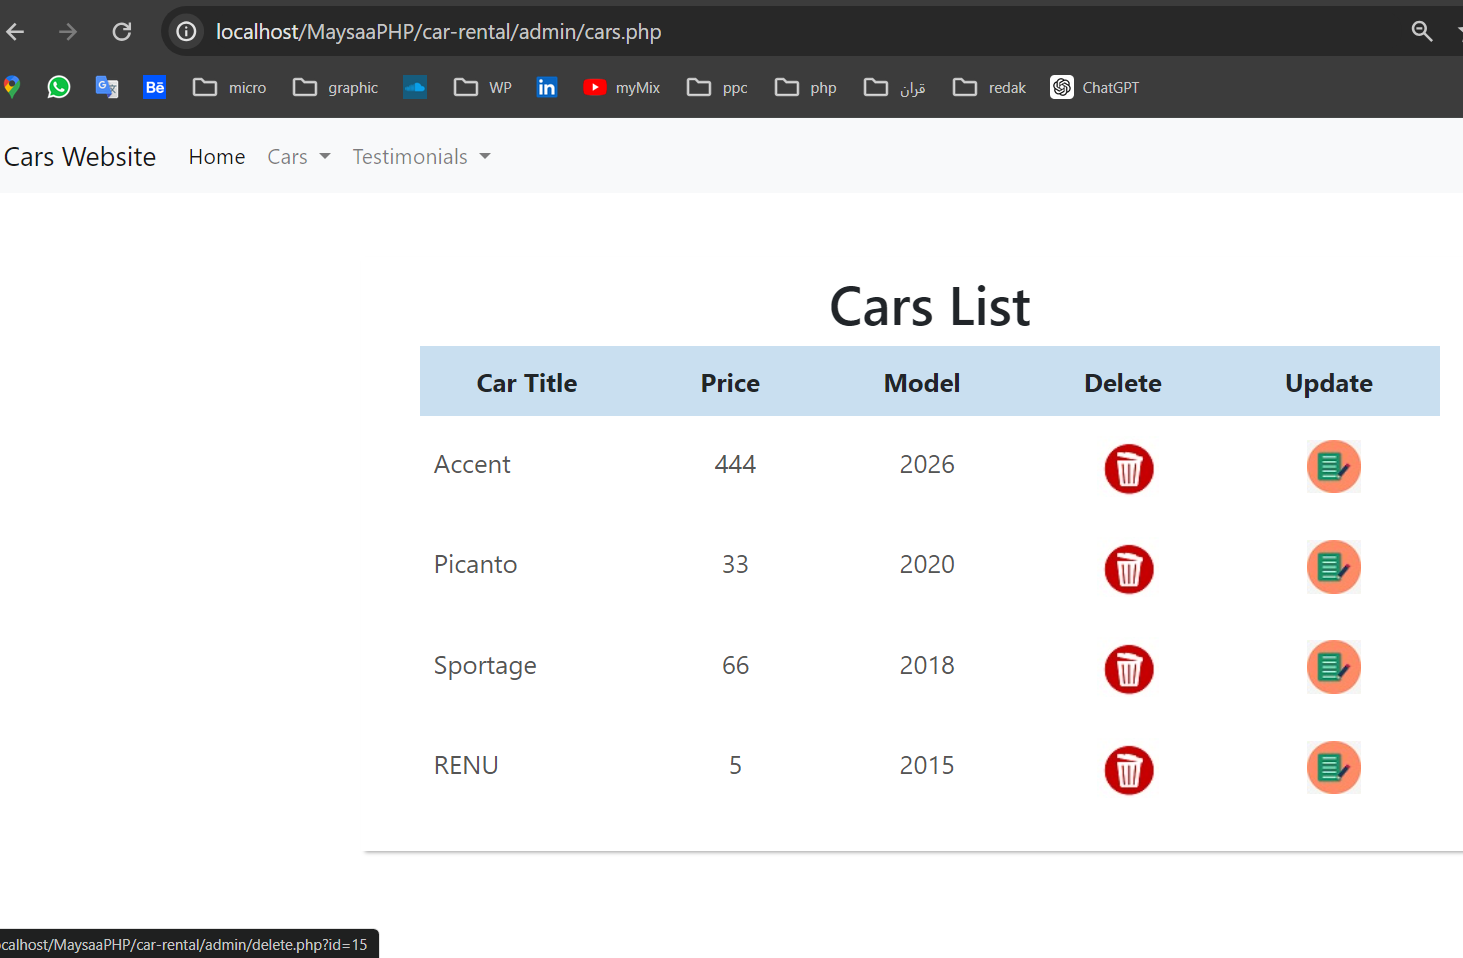 localhost/MaysaaPHP/car-rental/admin/cars.php
Bē micro graphic WP in myMix ppc php قران redak ChatGPT
Cars Website Home Cars Testimonials
Cars List
Car Title Price Model Delete Update
Accent 444 2026
Picanto 33 2020
Sportage 66 2018
RENU 5 2015
calhost/MaysaaPHP/car-rental/admin/delete.php?id=15